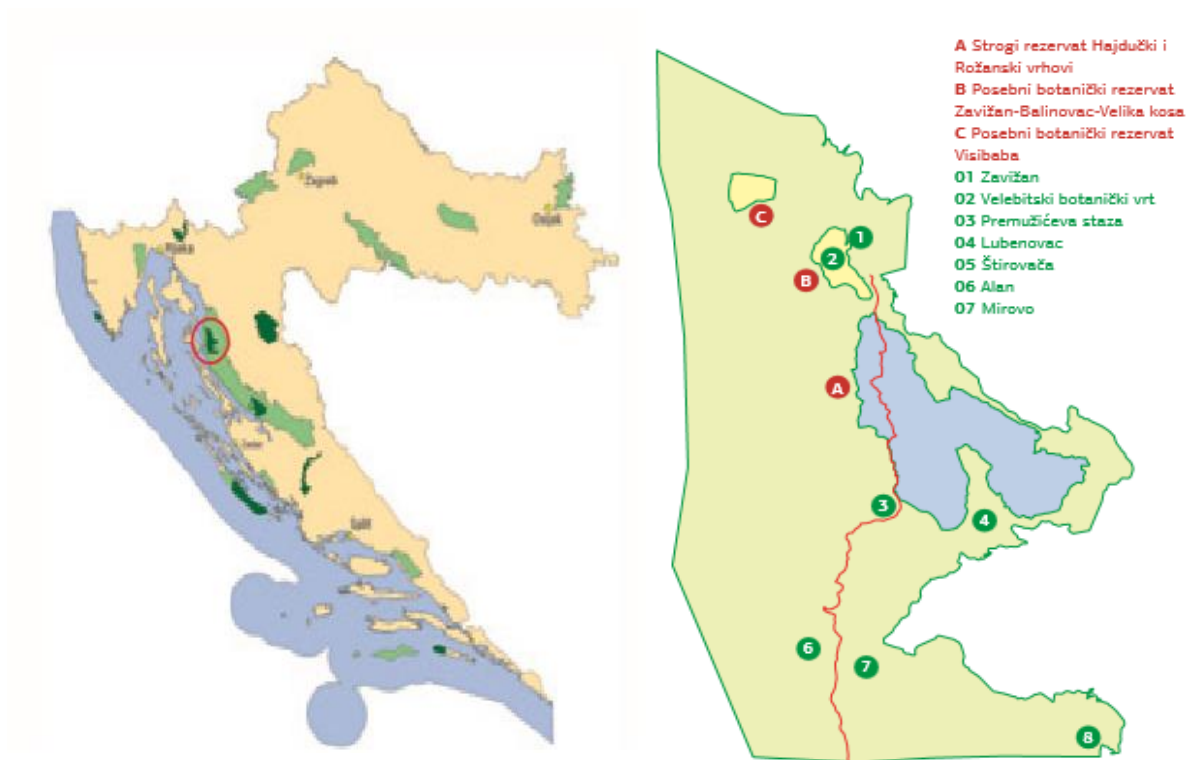 Zagreb
Osijek
Rijeka
Zadar
Split
A Strogi rezervat Hajdučki i
Rožanski vrhovi
B Posebni botanički rezervat
Zavižan-Balinovac-Velika kosa
C Posebni botanički rezervat
Visibaba
01 Zavižan
02 Velebitski botanički vrt
03 Premužićeva staza
04 Lubenovac
05 Štirovača
06 Alan
07 Mirovo
C
1
2
B
A
3
4
6
7
8